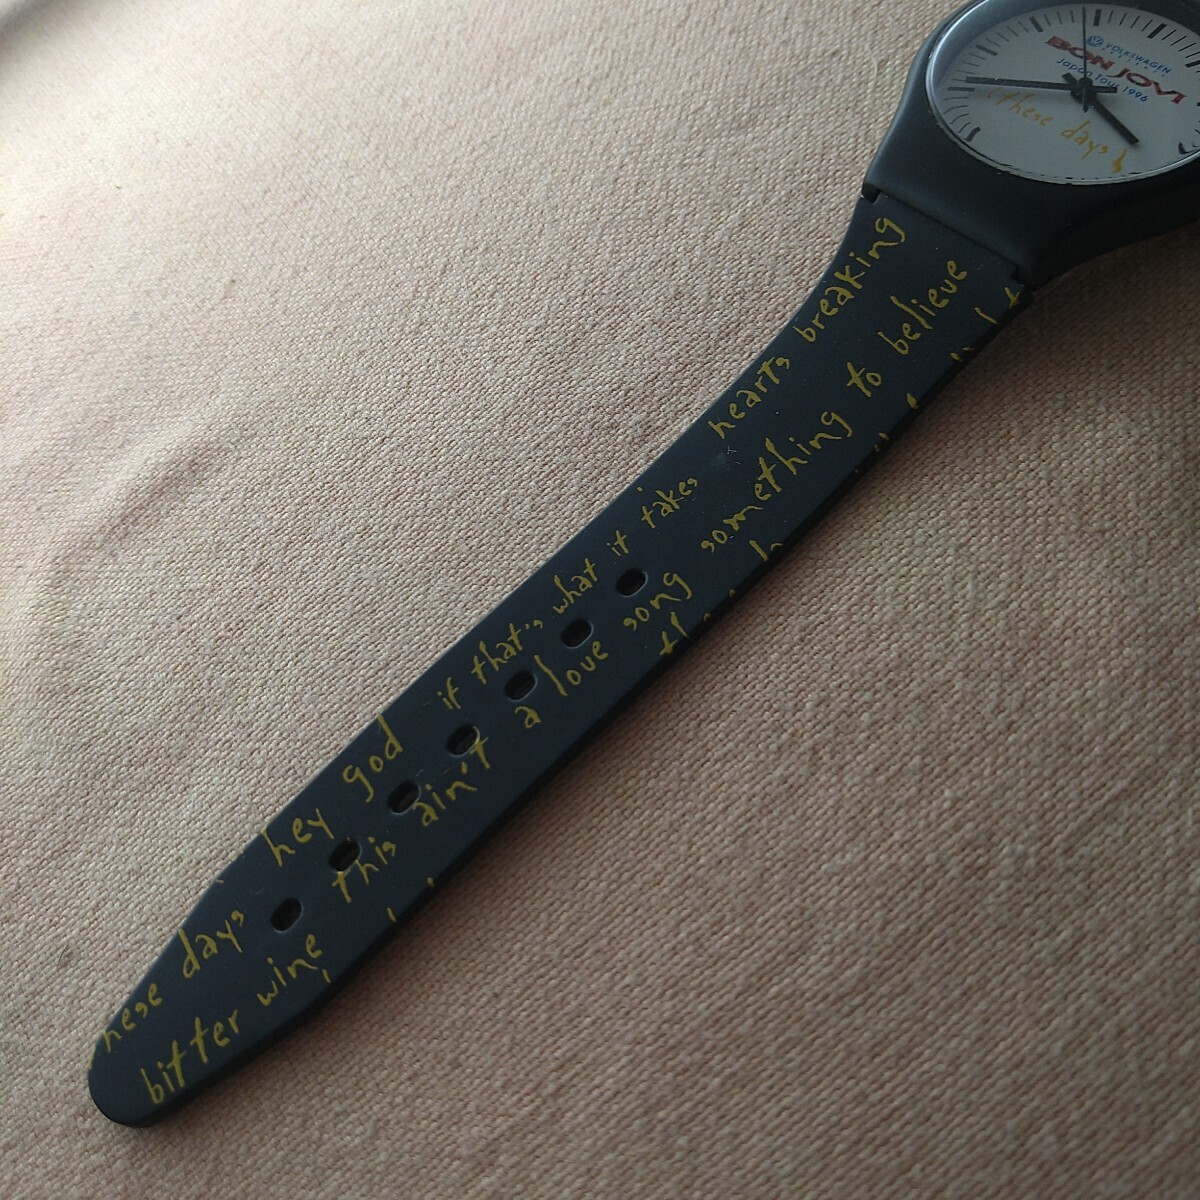 VOLKSWAGEN
BON JOVI
Japan Tour 1996
these days
these days hey god if that's what it takes hearts breaking
bitter wine this ain't a love song something to believe